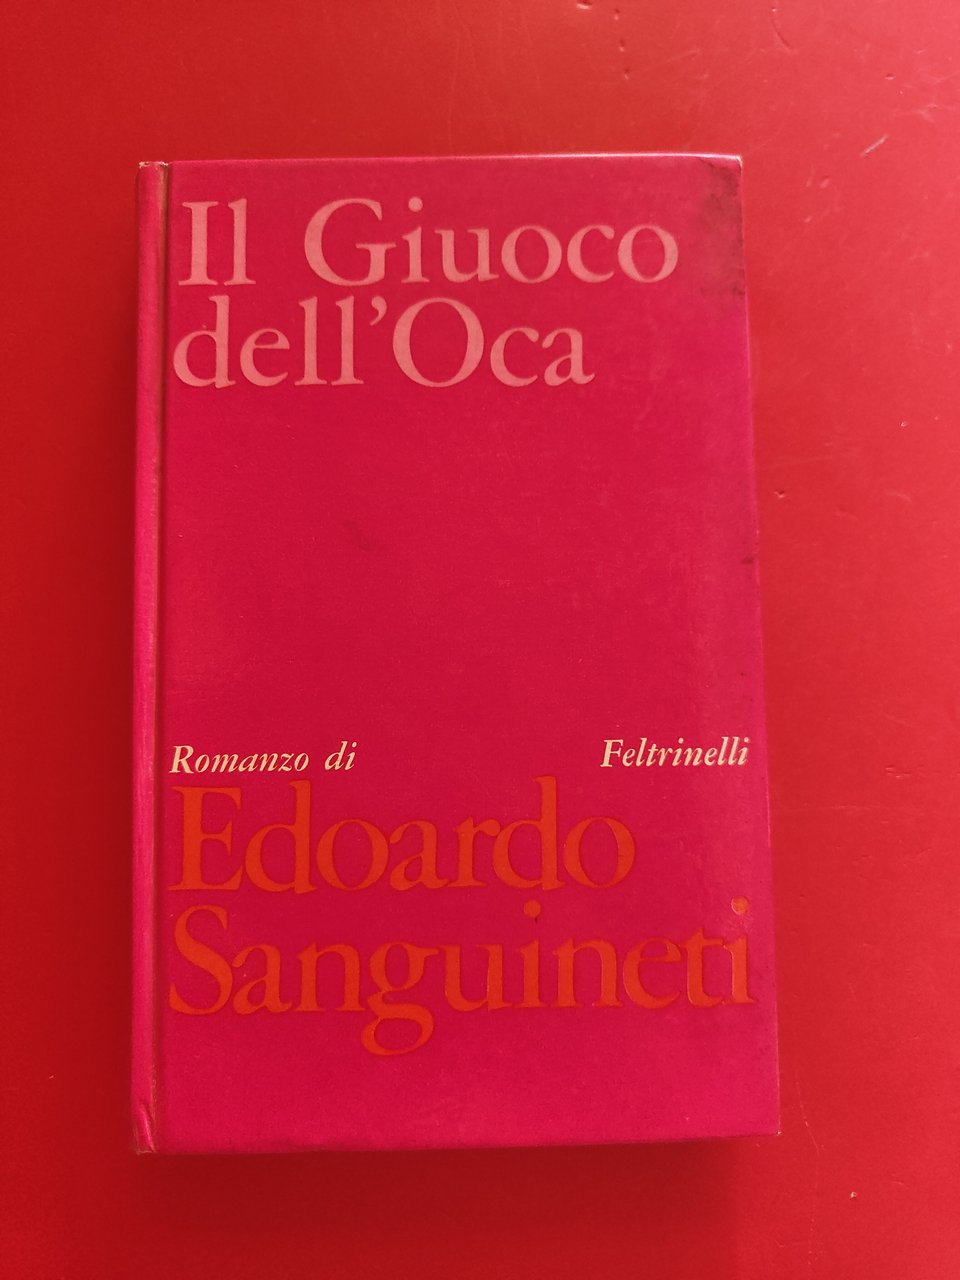 Il Giuoco
dell'Oca
Romanzo di
Feltrinelli
Edoardo
Sanguineti